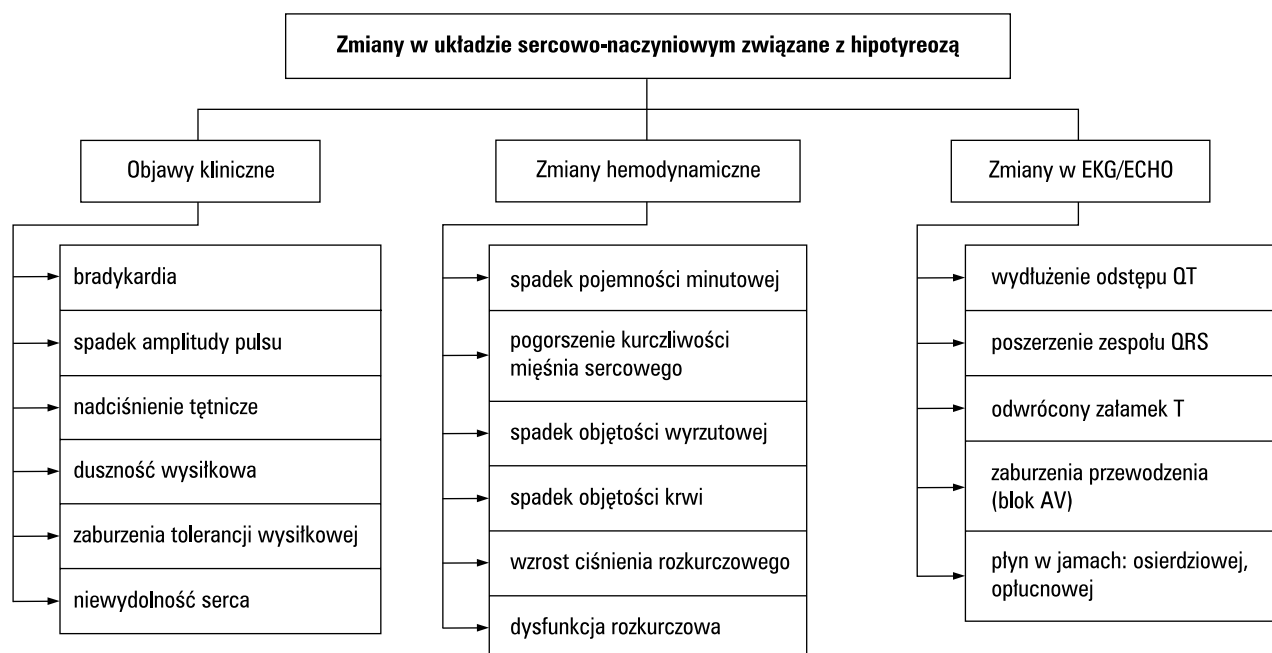 Zmiany w układzie sercowo-naczyniowym związane z hipotyreozą
Objawy kliniczne
bradykardia
spadek amplitudy pulsu
nadciśnienie tętnicze
duszność wysiłkowa
zaburzenia tolerancji wysiłkowej
niewydolność serca
Zmiany hemodynamiczne
spadek pojemności minutowej
pogorszenie kurczliwości
mięśnia sercowego
spadek objętości wyrzutowej
spadek objętości krwi
wzrost ciśnienia rozkurczowego
dysfunkcja rozkurczowa
Zmiany w EKG/ECHO
wydłużenie odstępu QT
poszerzenie zespołu QRS
odwrócony załamek T
zaburzenia przewodzenia
(blok AV)
płyn w jamach: osierdziowej,
opłucnowej